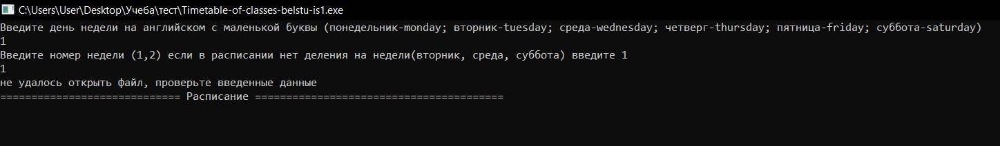 C:\Users\User\Desktop\Учеба\тест\Timetable-of-classes-belstu-is1.exe
Введите день недели на английском с маленькой буквы (понедельник-monday; вторник-tuesday; среда-wednesday; четверг-thursday; пятница-friday; суббота-saturday)
1
Введите номер недели (1,2) если в расписании нет деления на недели(вторник, среда, суббота) введите 1
1
не удалось открыть файл, проверьте введенные данные
============================= Расписание ========================================